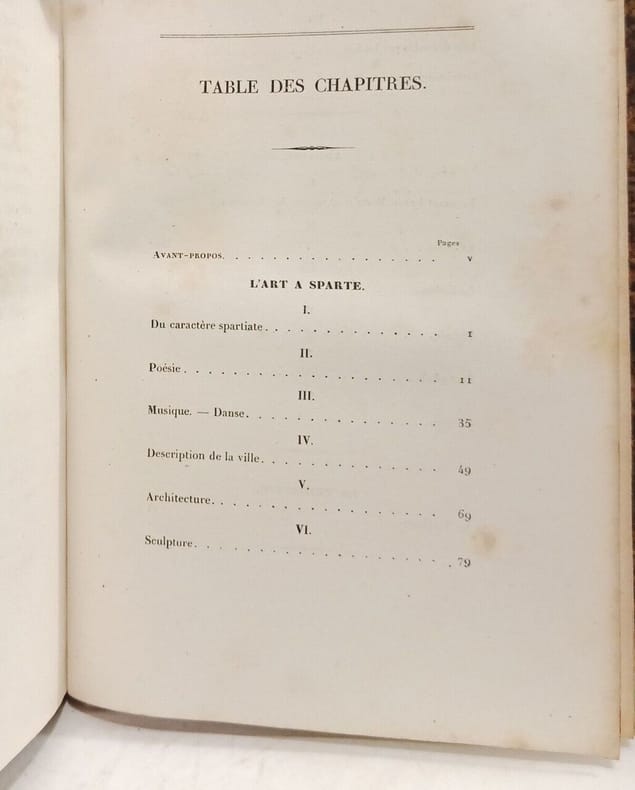 TABLE DES CHAPITRES.
Pages
AVANT-PROPOS. . . . . . . . . . . . . . . . . v
L'ART A SPARTE.
I.
Du caractère spartiate. . . . . . . . . . . . . . 1
II.
Poésie. . . . . . . . . . . . . . . . . . . . 11
III.
Musique. — Danse. . . . . . . . . . . . . . . . 35
IV.
Description de la ville. . . . . . . . . . . . . . 49
V.
Architecture. . . . . . . . . . . . . . . . . . 69
VI.
Sculpture. . . . . . . . . . . . . . . . . . . 79